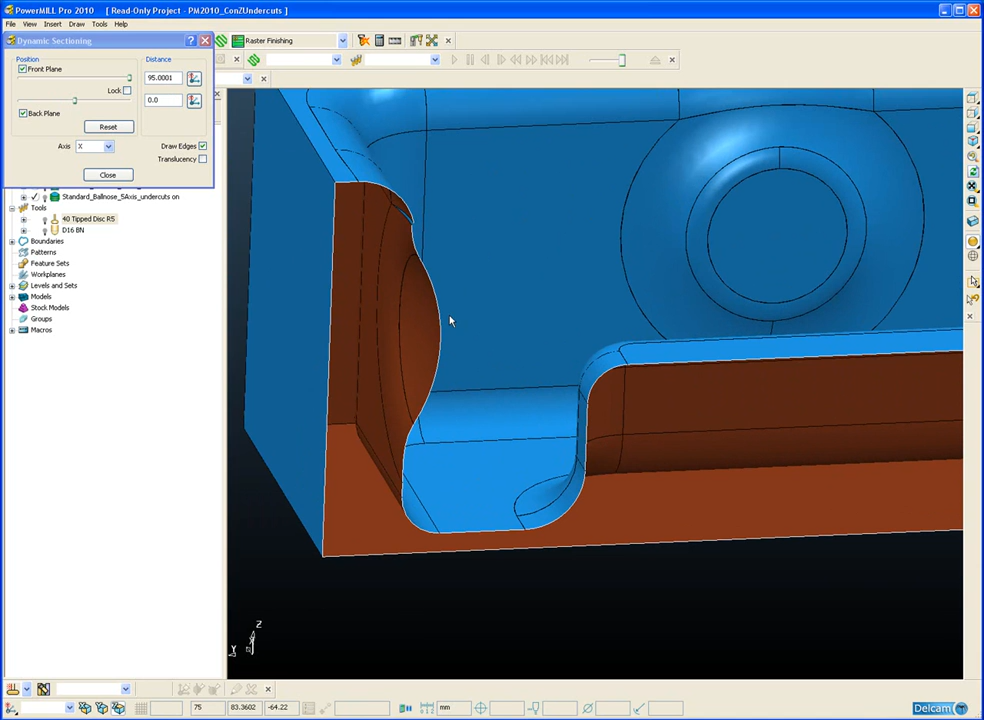 PowerMILL Pro 2010 [ Read-Only Project - PM2010_ConZUndercuts ]
File View Insert Draw Tools Help
Dynamic Sectioning
Raster Finishing
Position
Distance
Front Plane
95.0001
Lock
0.0
Back Plane
Reset
Axis X
Draw Edges
Translucency
Close
Standard_Ballnose_5Axis_undercuts on
Tools
40 Tipped Disc R5
D16 BN
Boundaries
Patterns
Feature Sets
Workplanes
Levels and Sets
Models
Stock Models
Groups
Macros
Z
Y
75 83.3602 -64.22 mm
Delcam